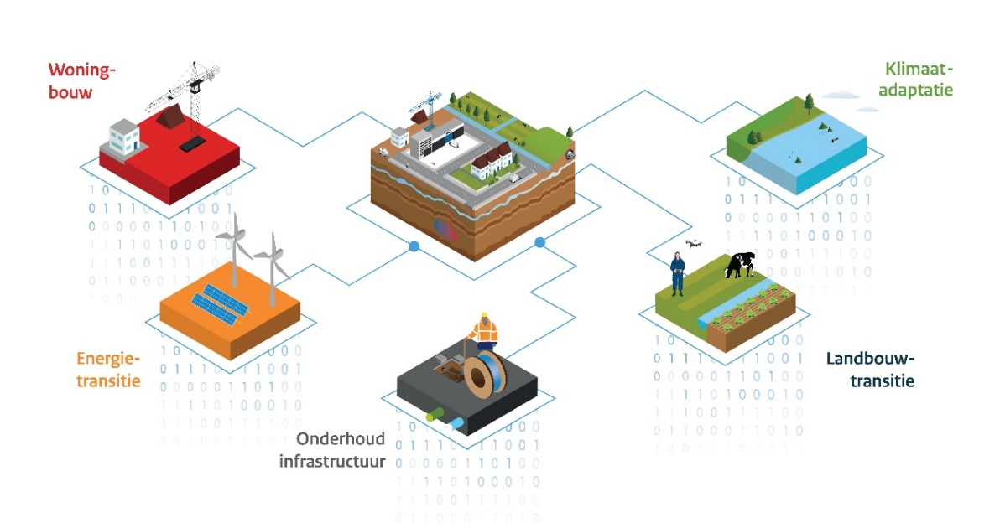 Woning-
bouw
Klimaat-
adaptatie
Energie-
transitie
Landbouw-
transitie
Onderhoud
infrastructuur